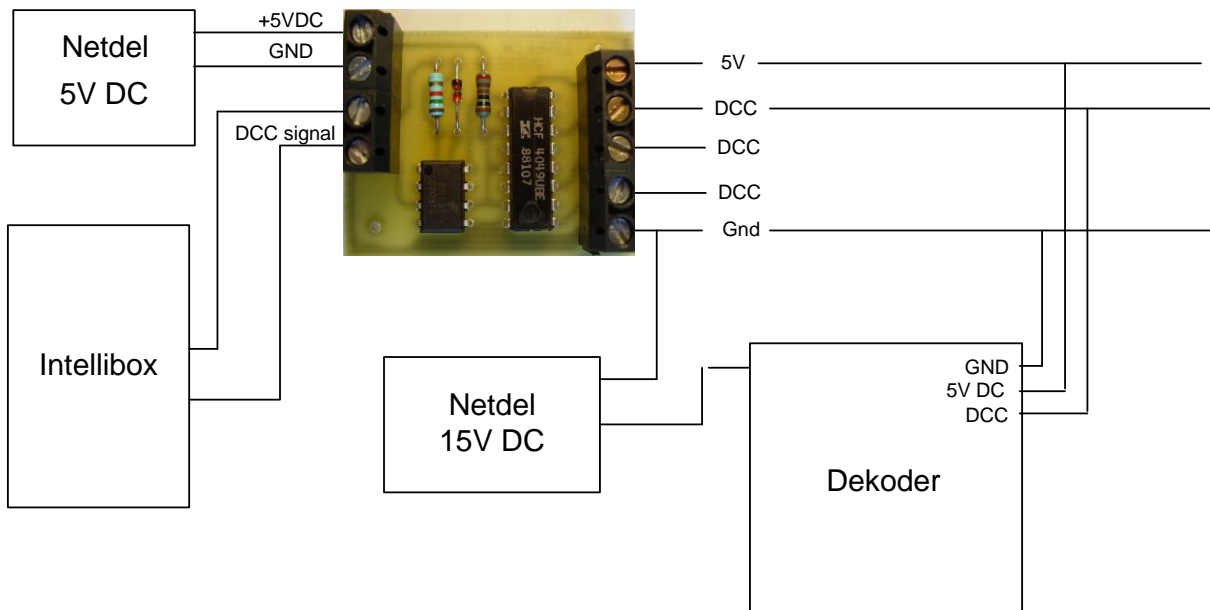 Netdel
5V DC
+5VDC
GND
DCC signal
HCF 4049UBE
88107
5V
DCC
DCC
DCC
Gnd
Intellibox
Netdel
15V DC
GND
5V DC
DCC
Dekoder